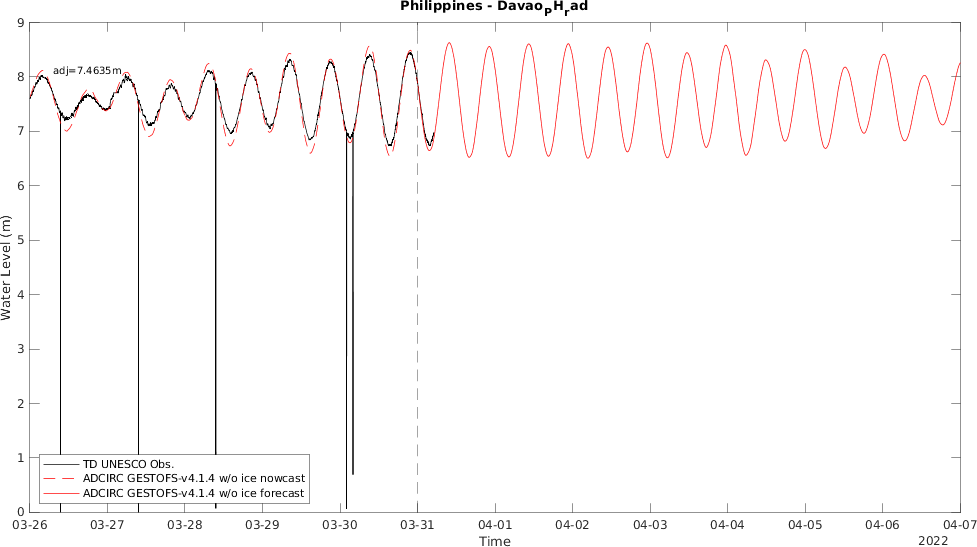 Philippines - Davao_PH_rad
9
adj=7.4635m
8
7
6
5
4
3
2
1
0
Water Level (m)
TD UNESCO Obs.
ADCIRC GESTOFS-v4.1.4 w/o ice nowcast
ADCIRC GESTOFS-v4.1.4 w/o ice forecast
03-26 03-27 03-28 03-29 03-30 03-31 04-01 04-02 04-03 04-04 04-05 04-06 04-07
Time
2022